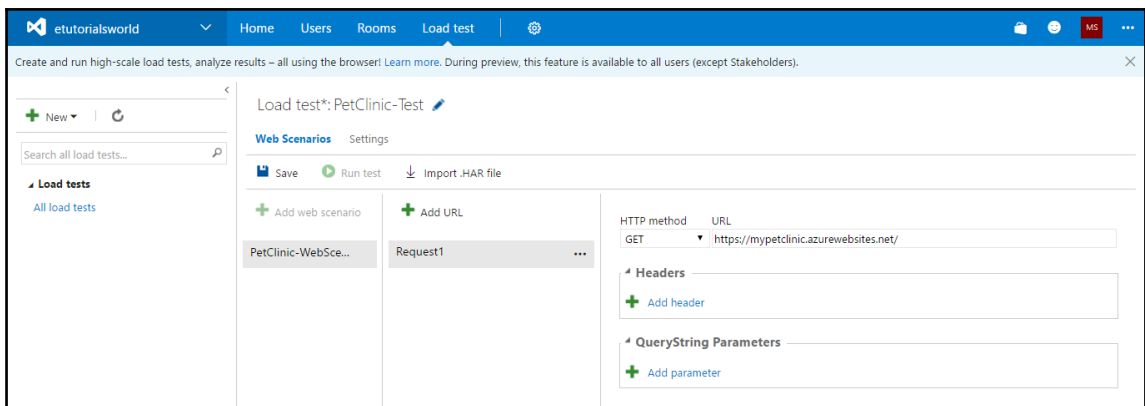 etutorialsworld Home Users Rooms Load test MS
Create and run high-scale load tests, analyze results – all using the browser! Learn more. During preview, this feature is available to all users (except Stakeholders).
Load test*: PetClinic-Test
New
Web Scenarios Settings
Search all load tests...
Save Run test Import .HAR file
Load tests
All load tests
Add web scenario Add URL
HTTP method URL
GET https://mypetclinic.azurewebsites.net/
PetClinic-WebSce... Request1 ...
Headers
Add header
QueryString Parameters
Add parameter